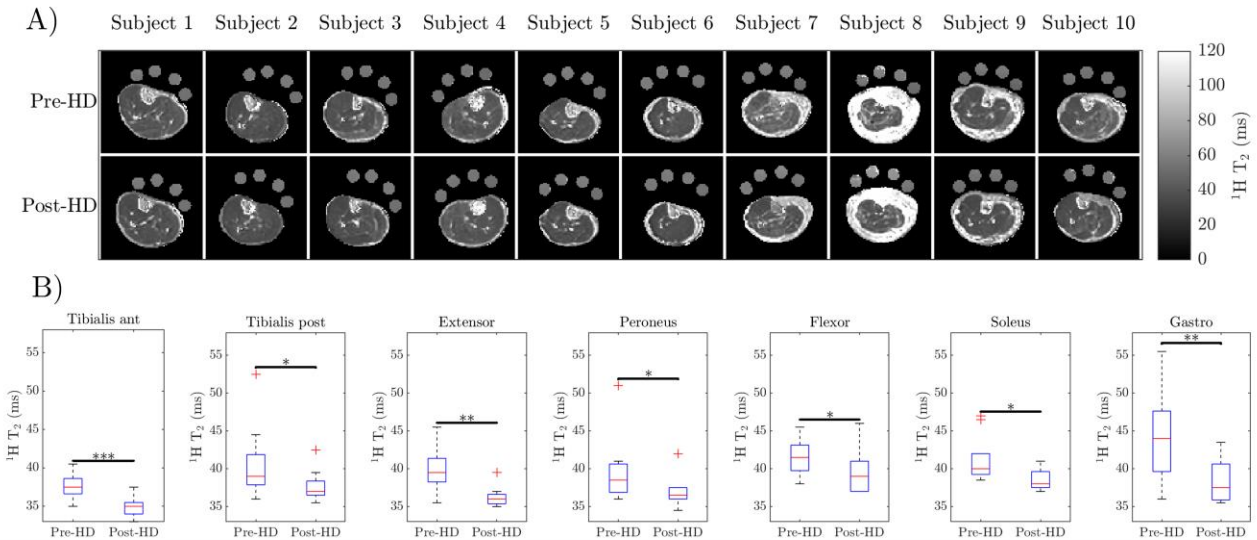 A)
Subject 1 Subject 2 Subject 3 Subject 4 Subject 5 Subject 6 Subject 7 Subject 8 Subject 9 Subject 10
Pre-HD
Post-HD
120
100
80
60
40
20
0
¹H T₂ (ms)
B)
Tibialis ant
55
50
45
40
35
¹H T₂ (ms)
***
Pre-HD Post-HD
Tibialis post
55
50
45
40
35
¹H T₂ (ms)
*
Pre-HD Post-HD
Extensor
55
50
45
40
35
¹H T₂ (ms)
**
Pre-HD Post-HD
Peroneus
55
50
45
40
35
¹H T₂ (ms)
*
Pre-HD Post-HD
Flexor
55
50
45
40
35
¹H T₂ (ms)
*
Pre-HD Post-HD
Soleus
55
50
45
40
35
¹H T₂ (ms)
*
Pre-HD Post-HD
Gastro
55
50
45
40
35
¹H T₂ (ms)
**
Pre-HD Post-HD